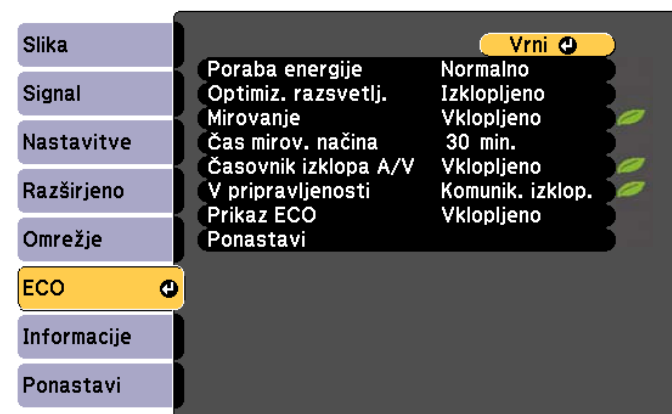 Slika
Signal
Nastavitve
Razširjeno
Omrežje
ECO
Informacije
Ponastavi
Vrni
Poraba energije Normalno
Optimiz. razsvetlj. Izklopljeno
Mirovanje Vklopljeno
Čas mirov. načina 30 min.
Časovnik izklopa A/V Vklopljeno
V pripravljenosti Komunik. izklop.
Prikaz ECO Vklopljeno
Ponastavi